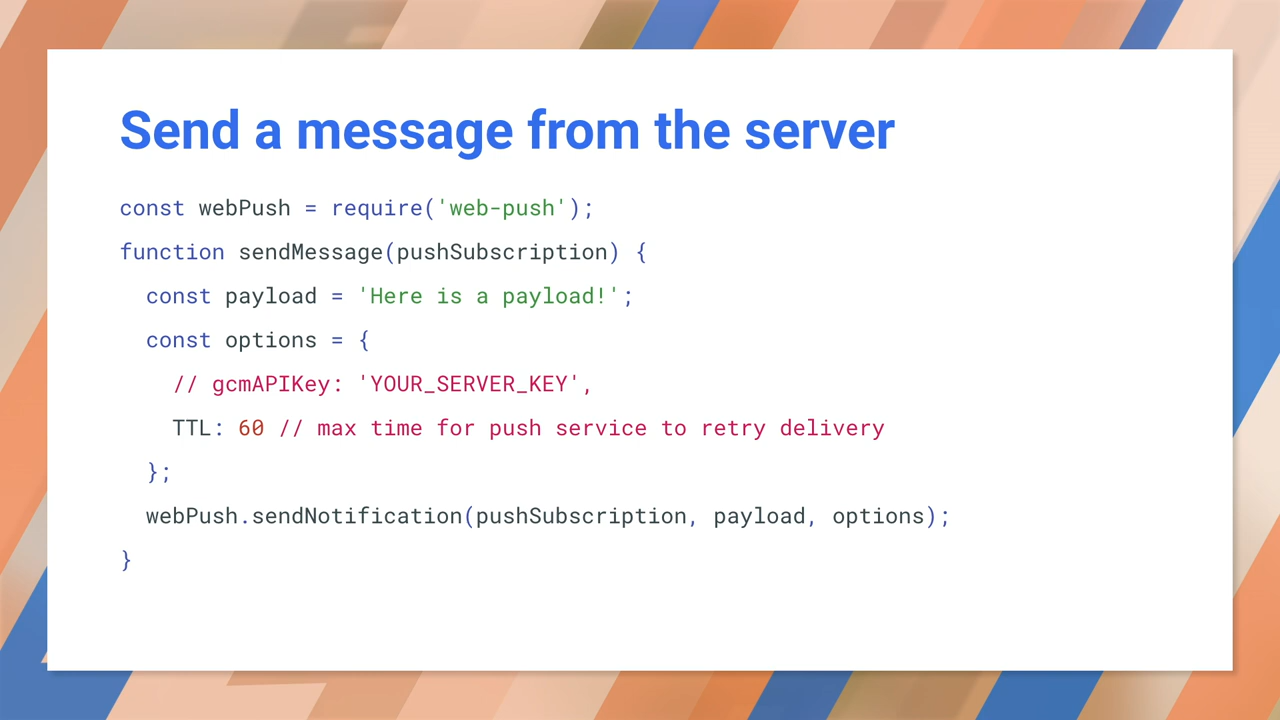 Send a message from the server
const webPush = require('web-push');
function sendMessage(pushSubscription) {
  const payload = 'Here is a payload!';
  const options = {
    // gcmAPIKey: 'YOUR_SERVER_KEY',
    TTL: 60 // max time for push service to retry delivery
  };
  webPush.sendNotification(pushSubscription, payload, options);
}